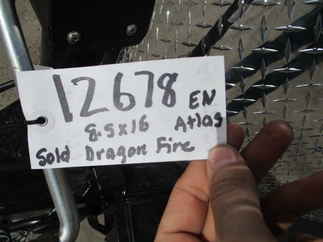 12678 EN
8.5x16 Atlas
Sold Dragon Fire